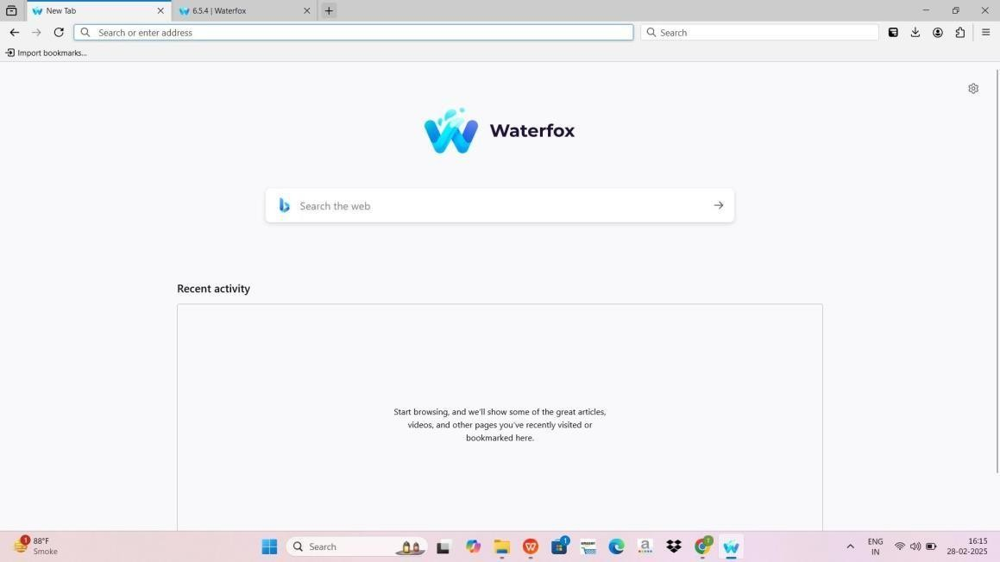 New Tab
6.5.4 | Waterfox
Search or enter address
Search
Import bookmarks...
Waterfox
Search the web
Recent activity
Start browsing, and we'll show some of the great articles,
videos, and other pages you've recently visited or
bookmarked here.
1
88°F
Smoke
Search
1
ENG
IN
16:15
28-02-2025